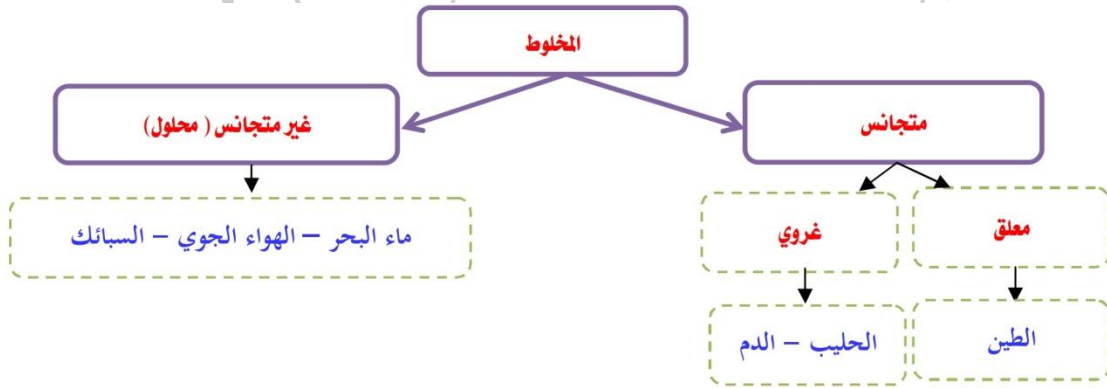 المخلوط
متجانس
غير متجانس ( محلول)
معلق
غروي
ماء البحر – الهواء الجوي – السبائك
الطين
الحليب – الدم